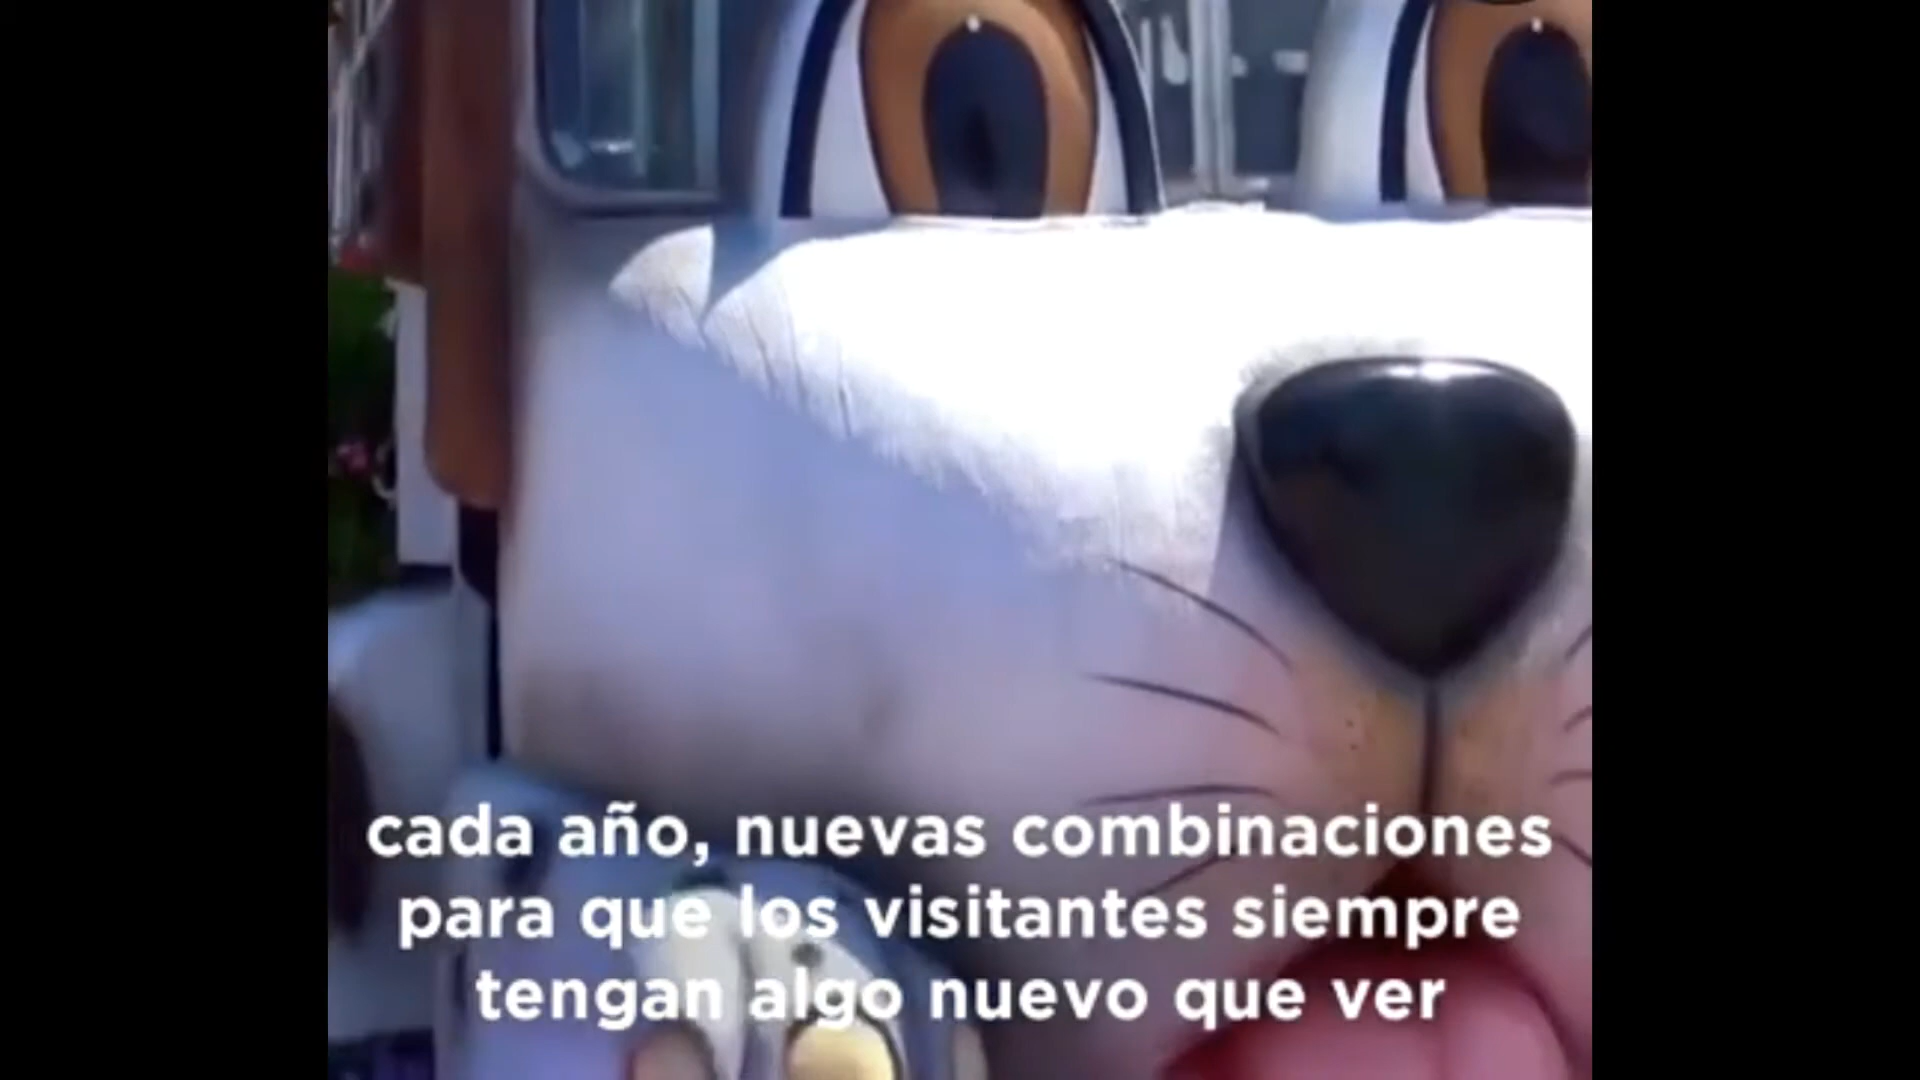 cada año, nuevas combinaciones
para que los visitantes siempre
tengan algo nuevo que ver